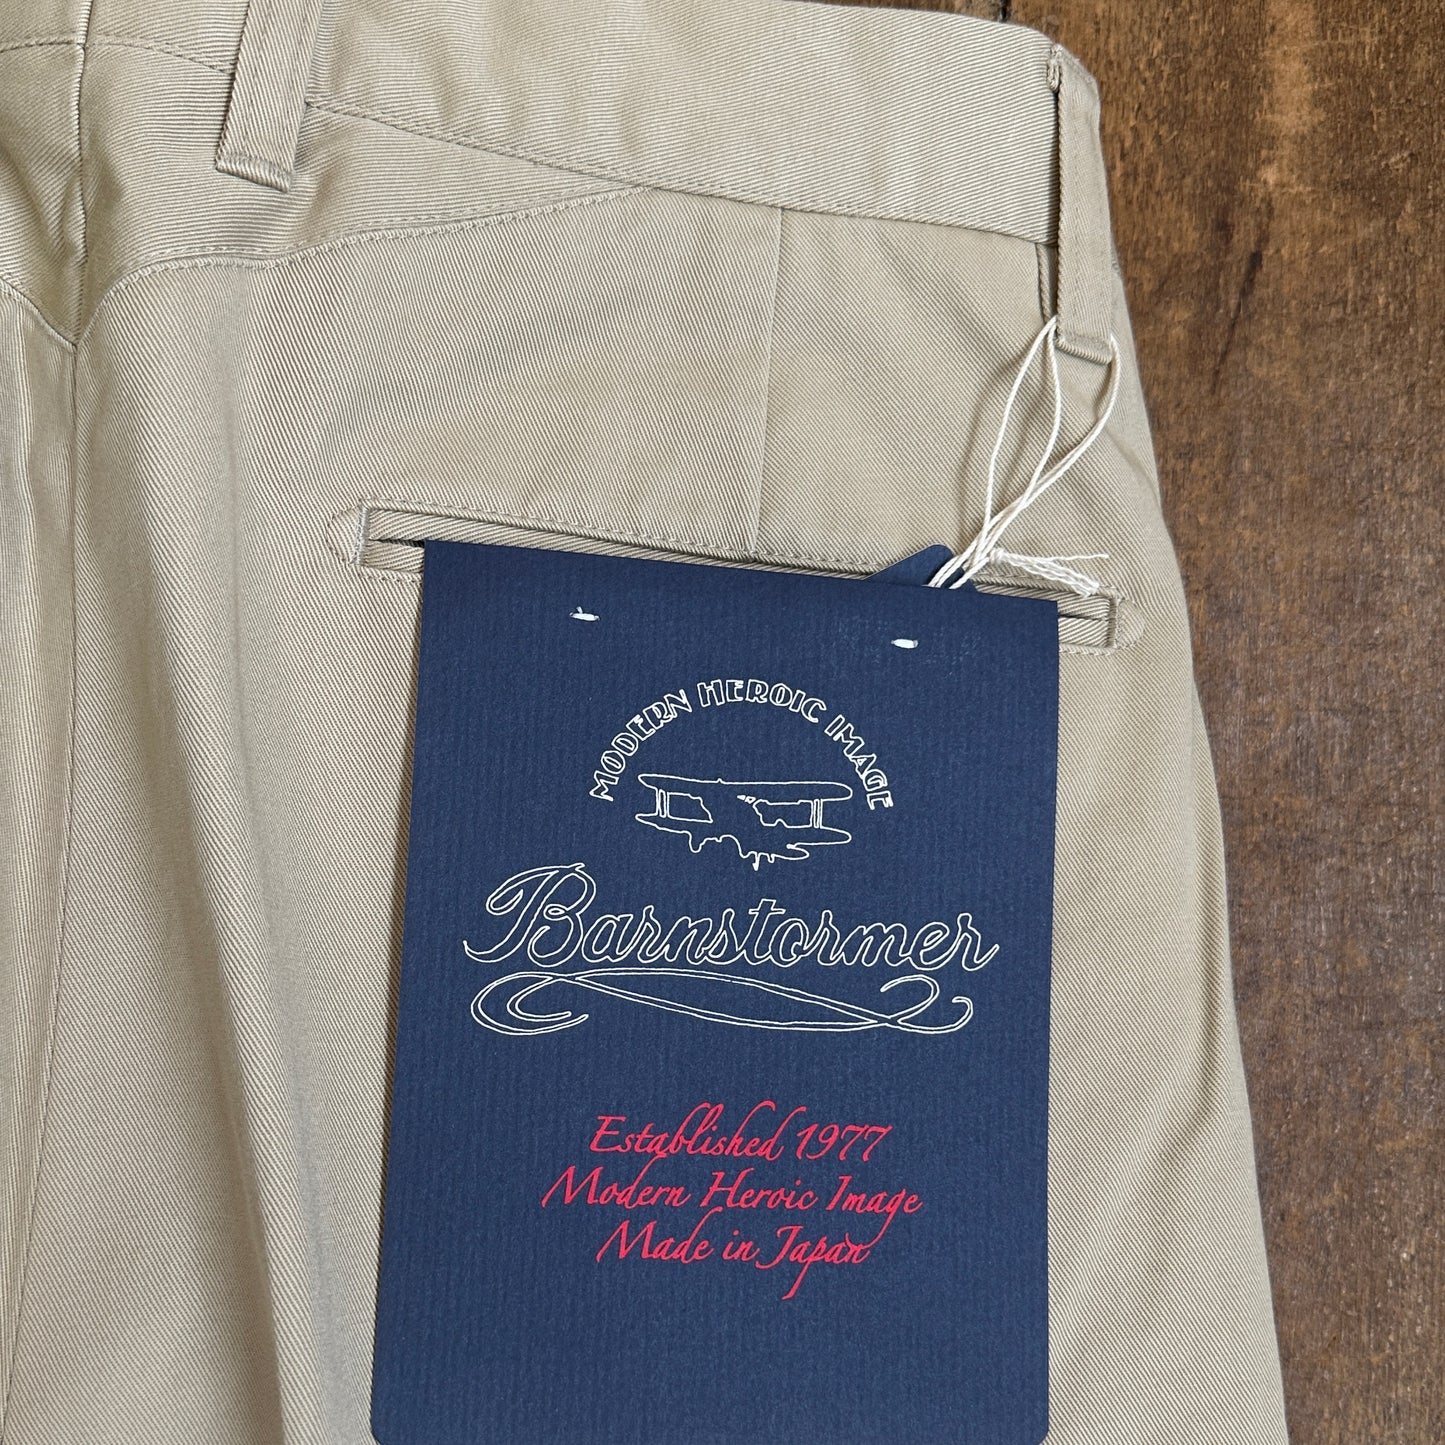 MODERN HEROIC IMAGE
Barnstormer
Established 1977
Modern Heroic Image
Made in Japan